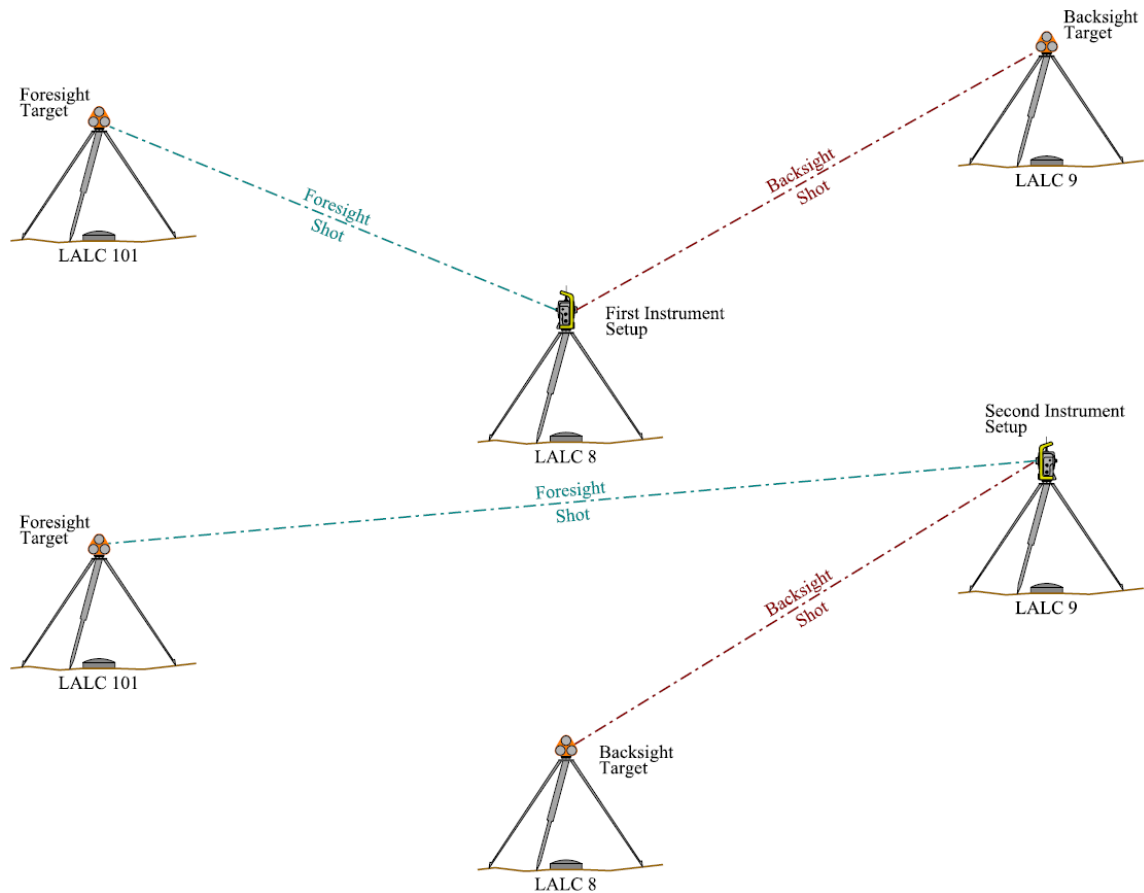 Backsight
Target
Foresight
Target
LALC 9
Backsight
Shot
Foresight
Shot
LALC 101
First Instrument
Setup
LALC 8
Second Instrument
Setup
Foresight
Shot
Foresight
Target
LALC 9
Backsight
Shot
LALC 101
Backsight
Target
LALC 8